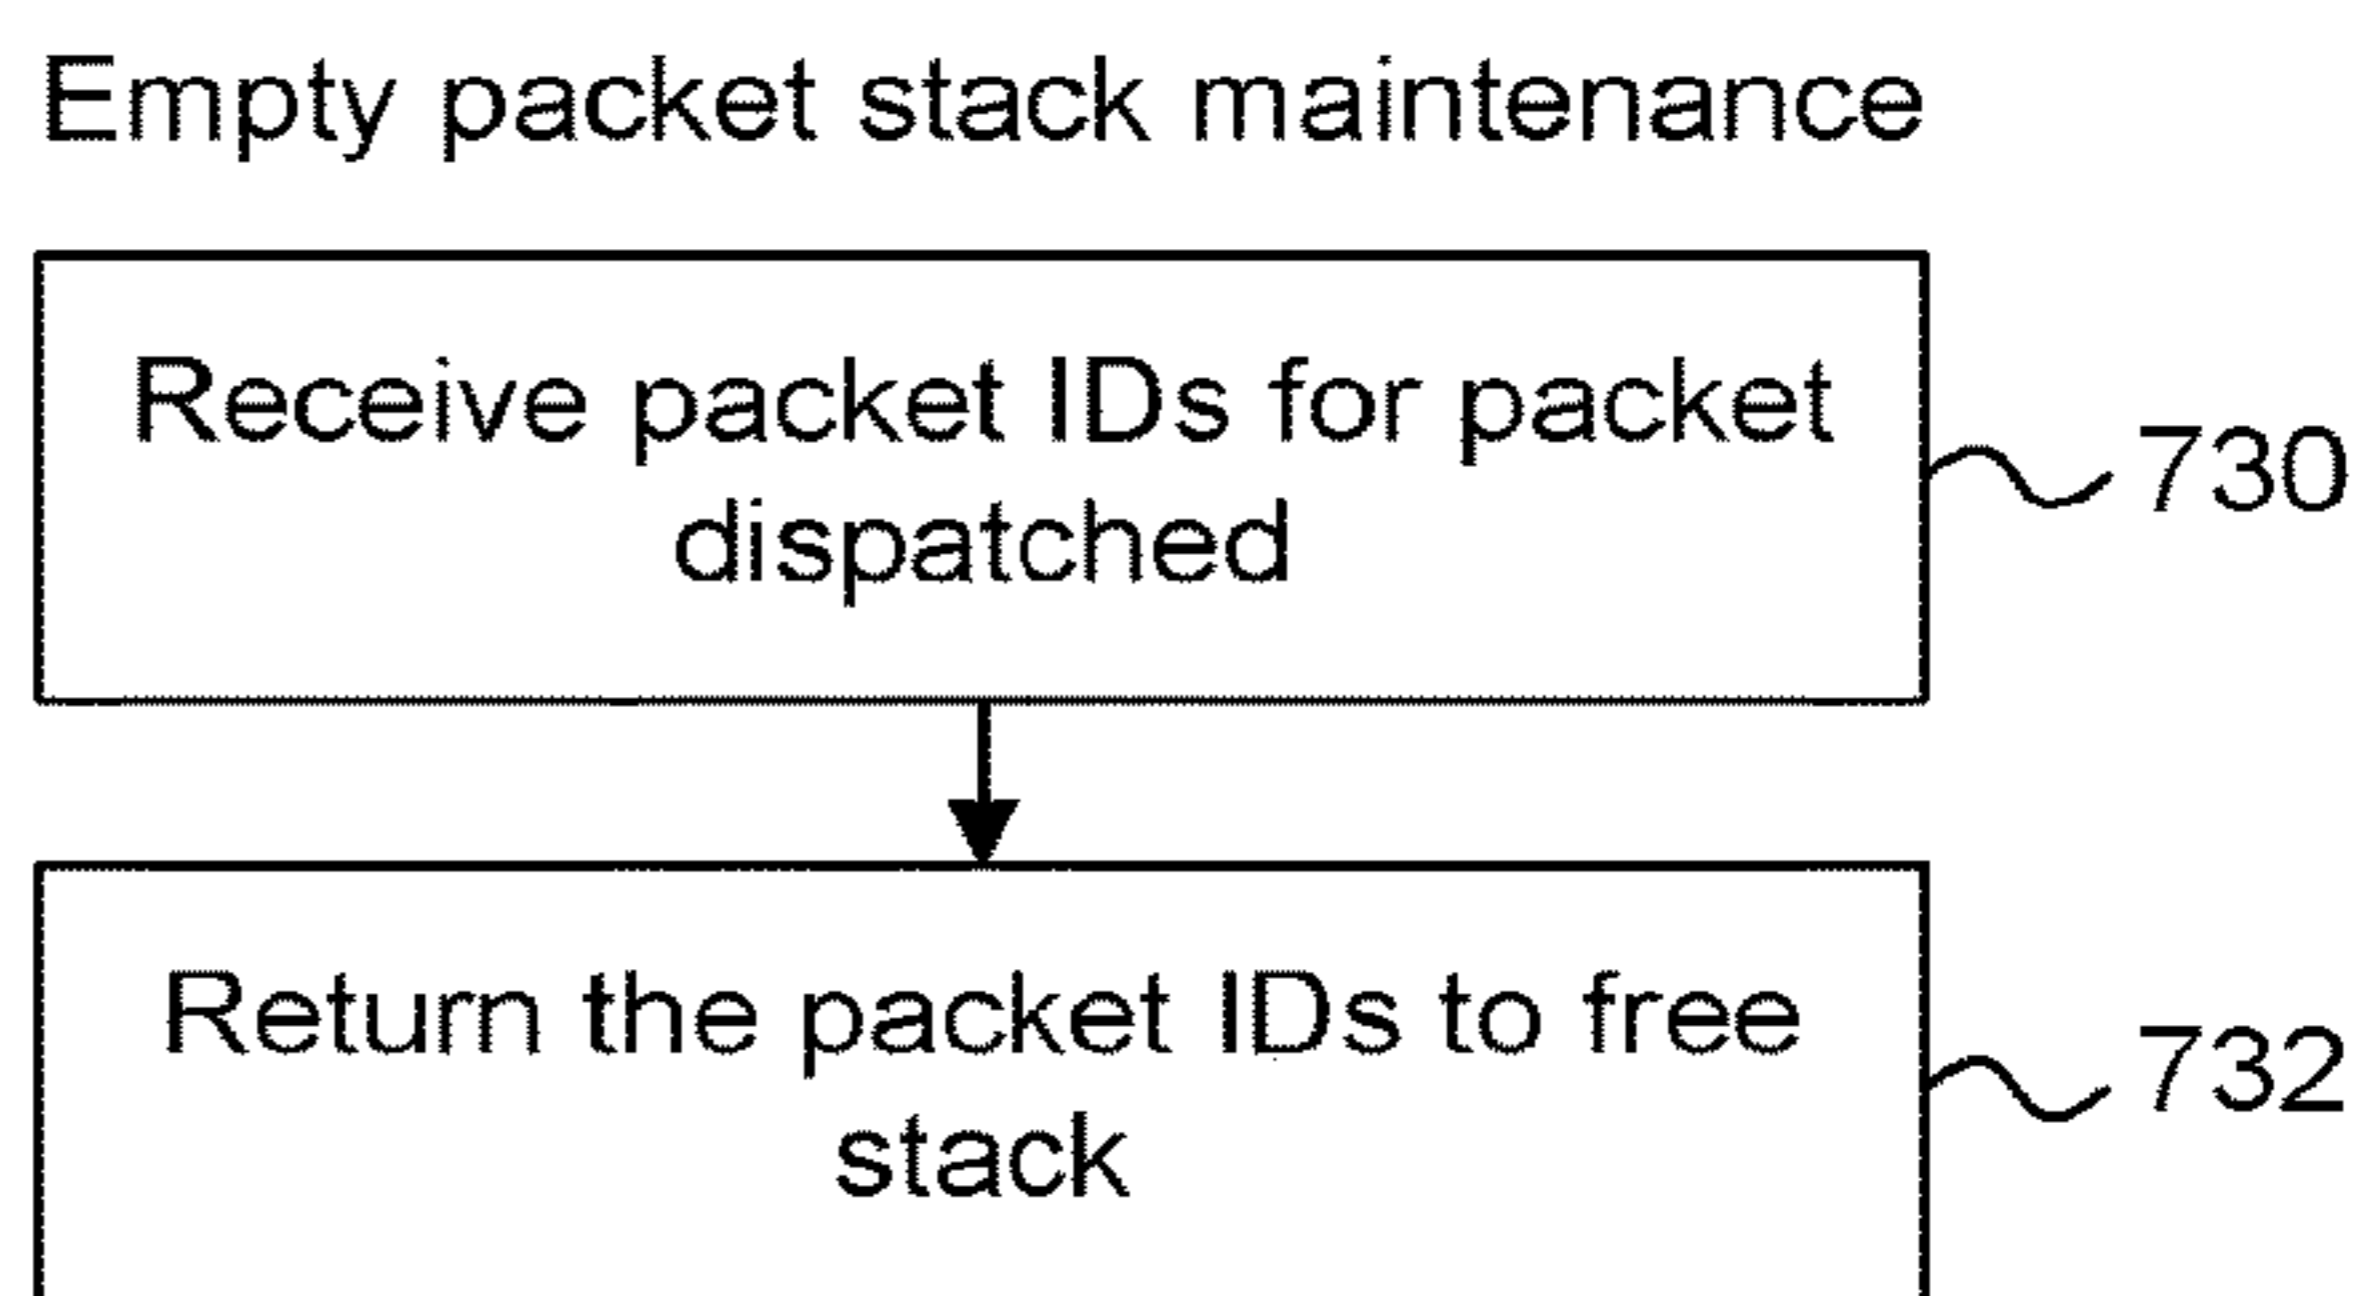 Empty packet stack maintenance
Receive packet IDs for packet
dispatched
730
Return the packet IDs to free
stack
732